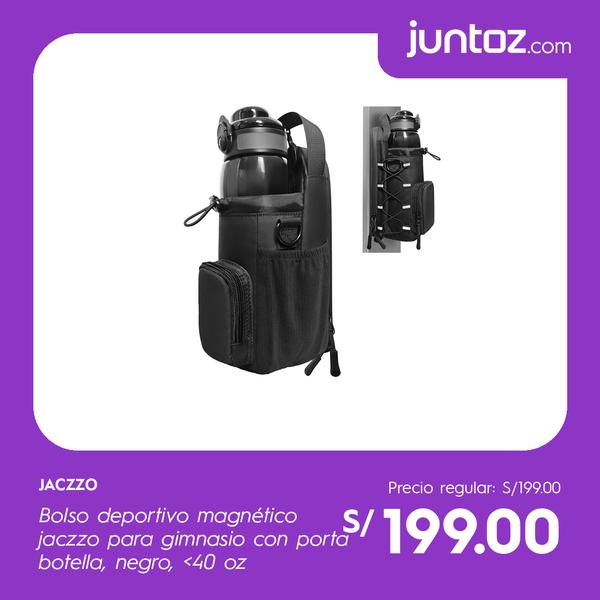 juntoz.com
JACZZO
Bolso deportivo magnético
jaczzo para gimnasio con porta
botella, negro, <40 oz
Precio regular: S/199.00
S/199.00